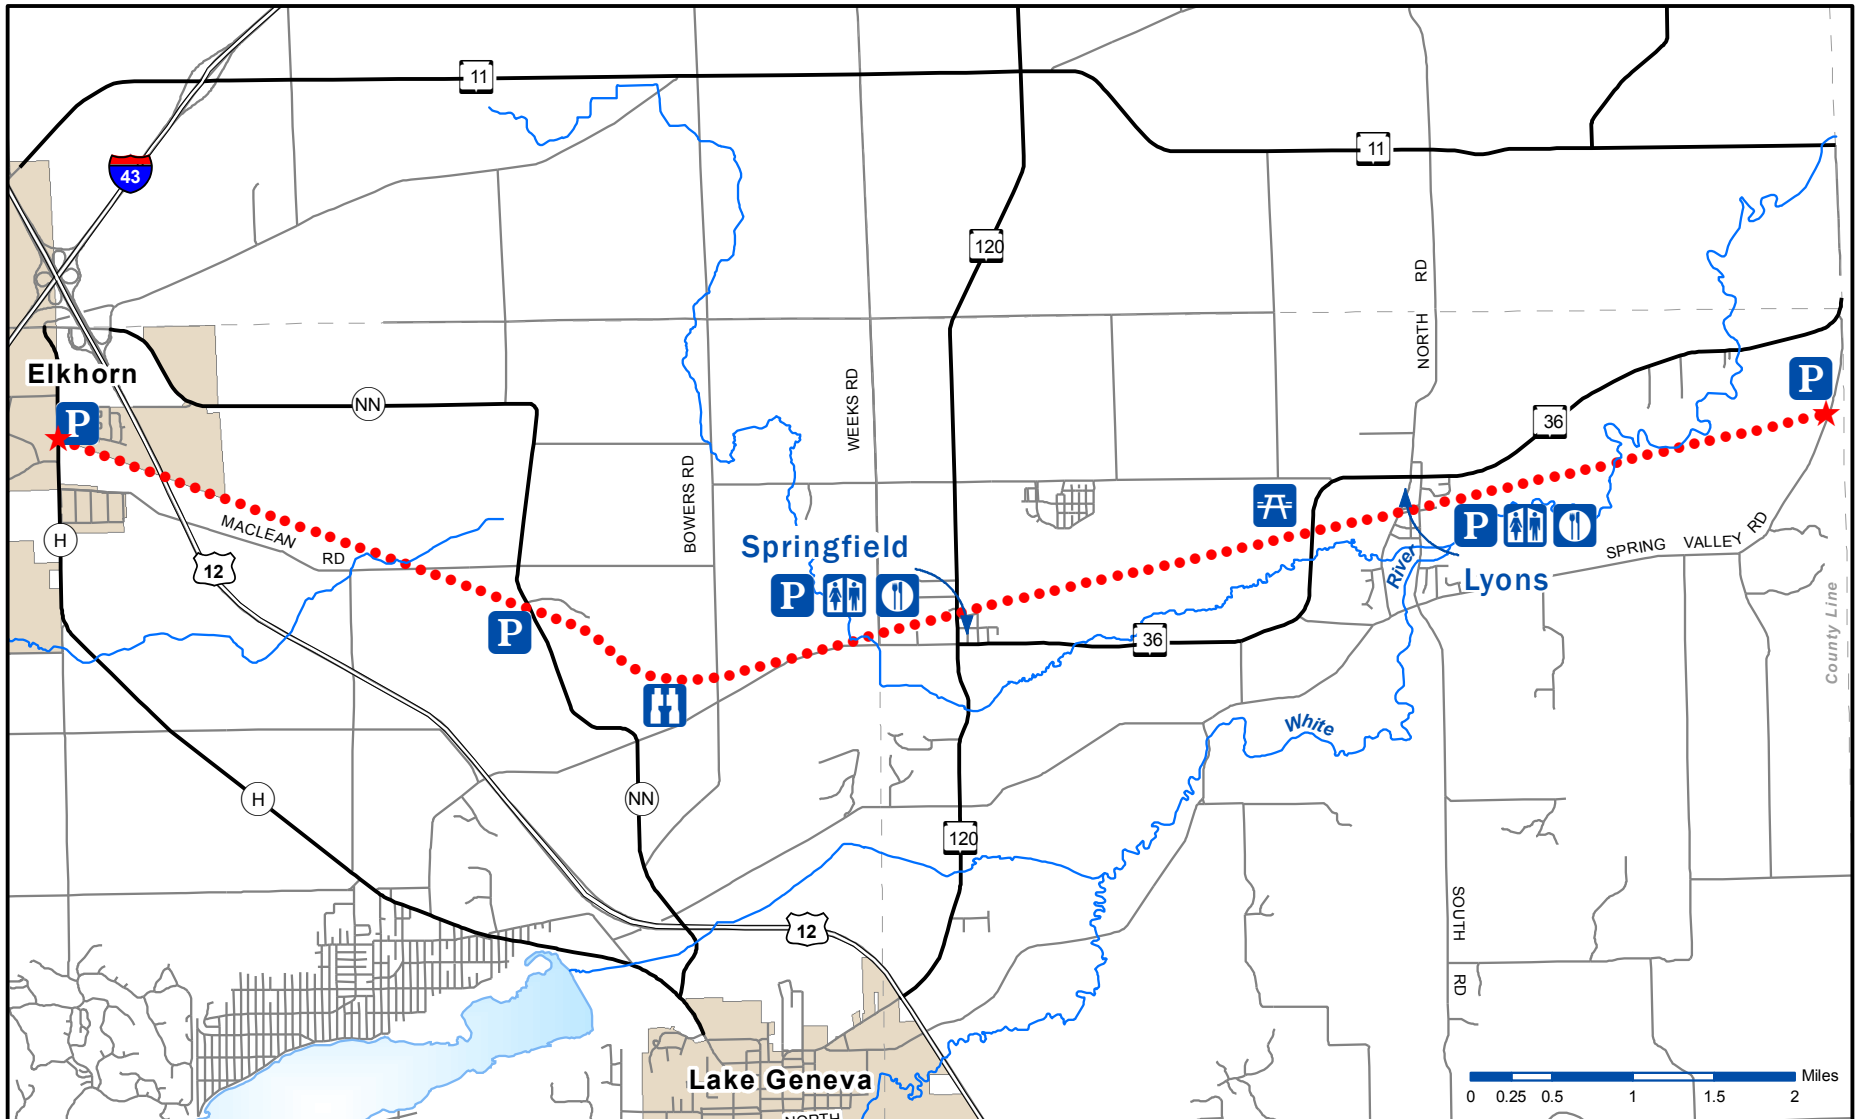 11
43
11
120
NORTH RD
Elkhorn
P
P
NN
WEEKS RD
36
BOWERS RD
MACLEAN RD
H
12
Springfield
P
P
P
SPRING VALLEY RD
River
Lyons
36
County Line
White
H
NN
120
12
SOUTH RD
Lake Geneva
NORTH
Miles
0 0.25 0.5 1 1.5 2